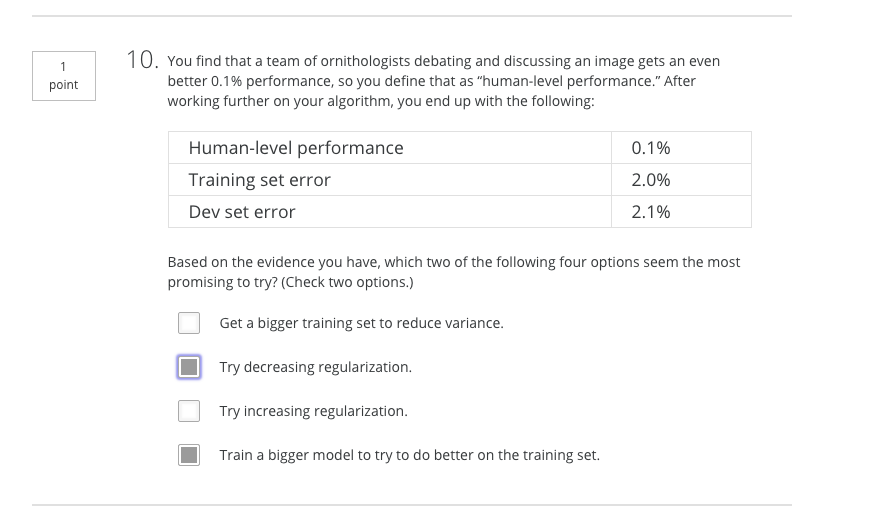 1
point
10.
You find that a team of ornithologists debating and discussing an image gets an even
better 0.1% performance, so you define that as “human-level performance.” After
working further on your algorithm, you end up with the following:
Human-level performance 0.1%
Training set error 2.0%
Dev set error 2.1%
Based on the evidence you have, which two of the following four options seem the most
promising to try? (Check two options.)
Get a bigger training set to reduce variance.
Try decreasing regularization.
Try increasing regularization.
Train a bigger model to try to do better on the training set.